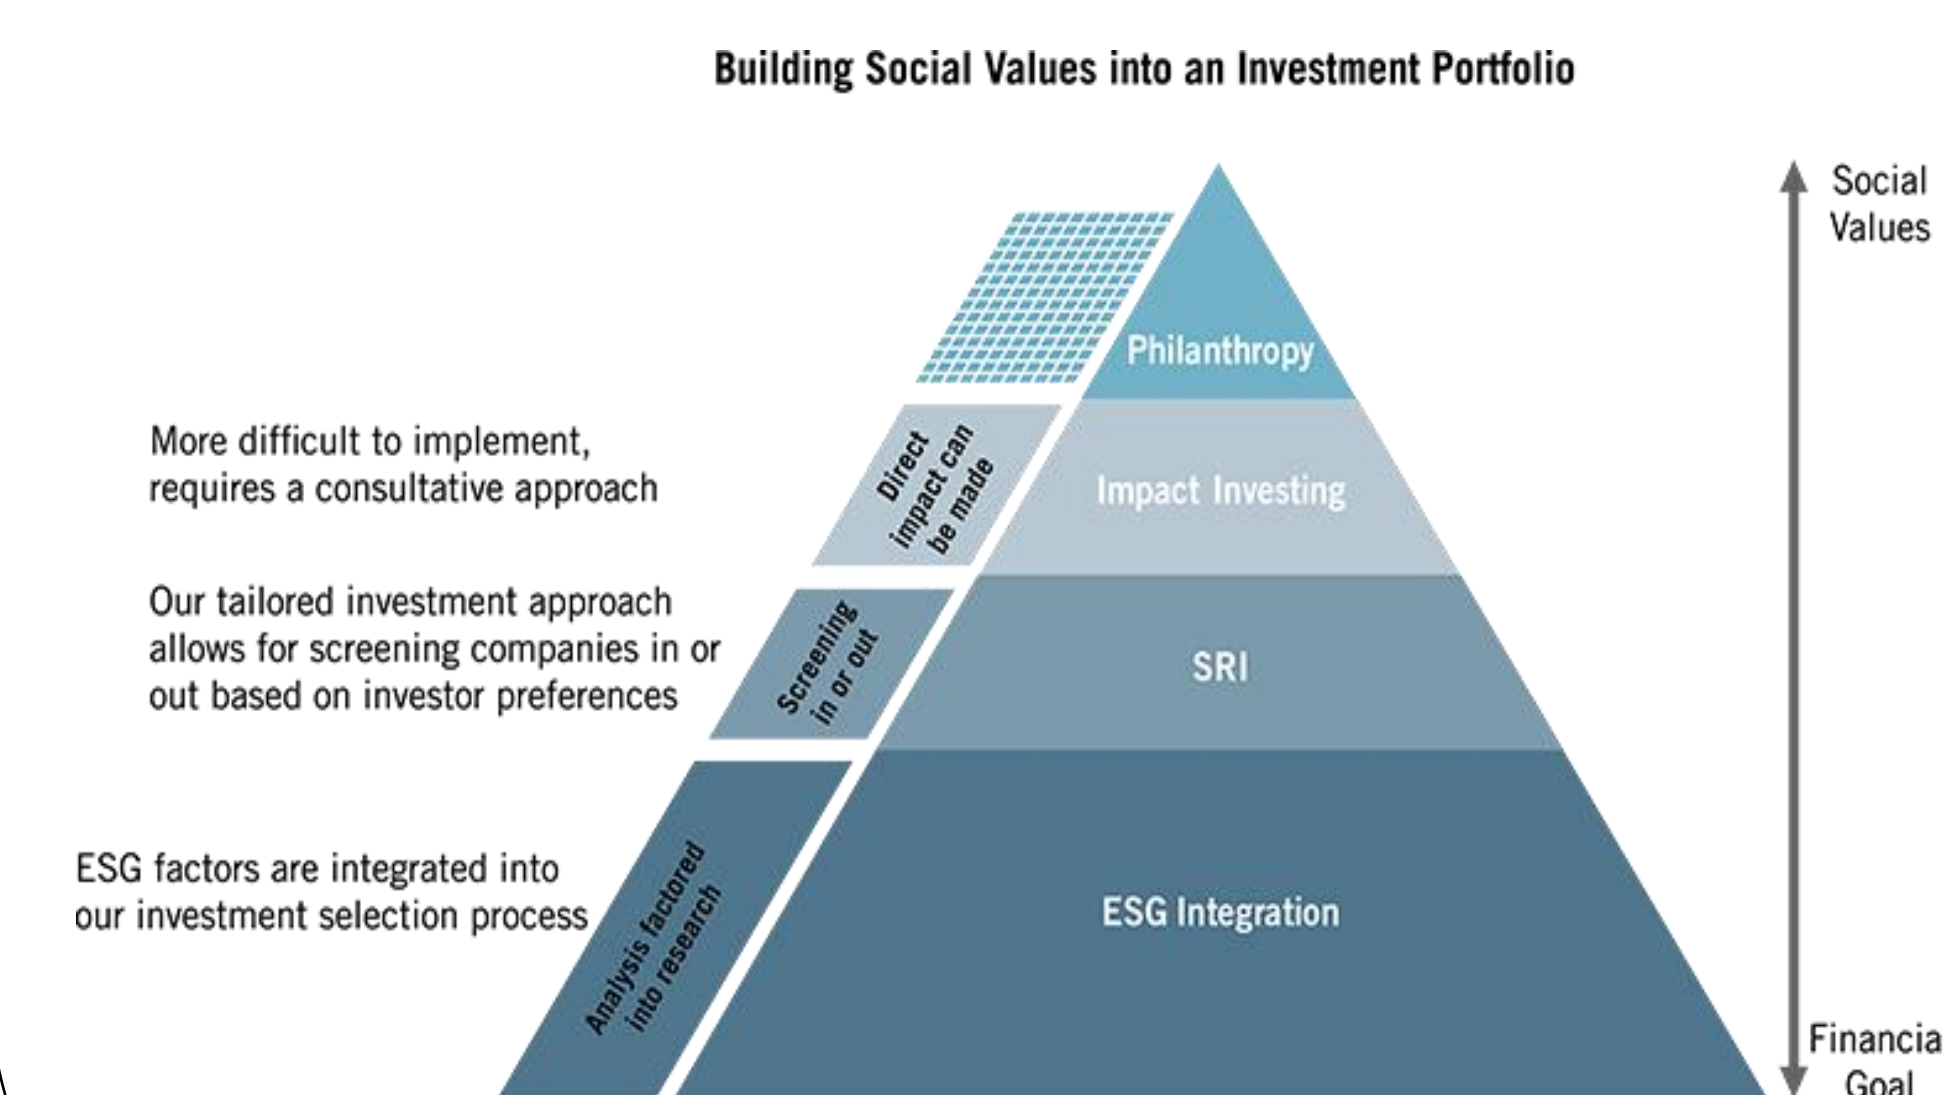 Building Social Values into an Investment Portfolio
Social
Values
Philanthropy
More difficult to implement,
requires a consultative approach
Direct
impact can
be made
Impact Investing
Our tailored investment approach
allows for screening companies in or
out based on investor preferences
Screening
in or out
SRI
ESG factors are integrated into
our investment selection process
Analysis factored
into research
ESG Integration
Financia
Goal